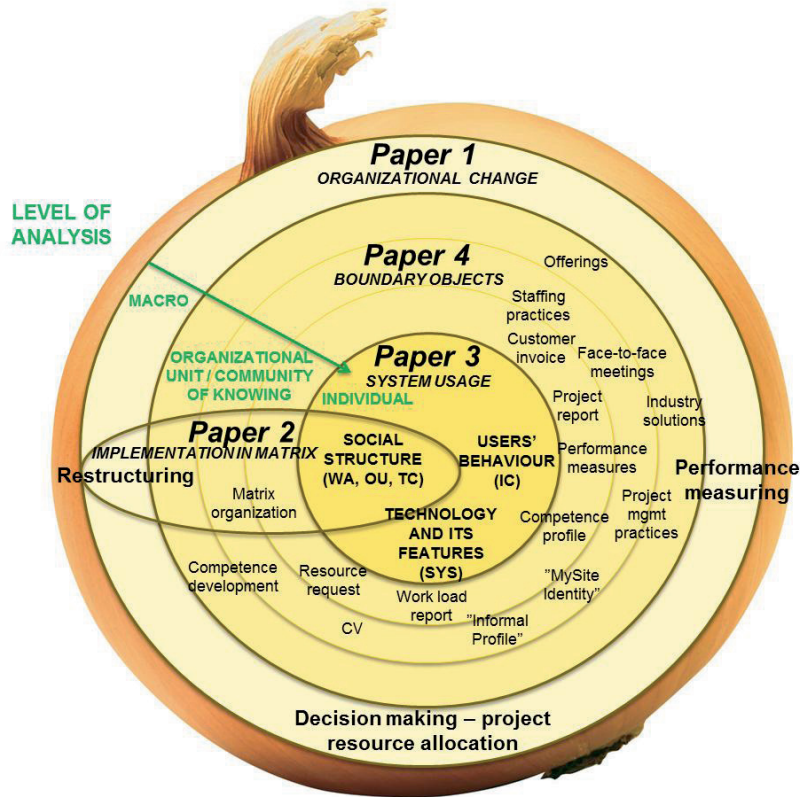 Paper 1
ORGANIZATIONAL CHANGE
LEVEL OF
ANALYSIS
MACRO
Paper 4
BOUNDARY OBJECTS
Offerings
Staffing
practices
Customer
invoice
Face-to-face
meetings
ORGANIZATIONAL
UNIT / COMMUNITY
OF KNOWING
Paper 3
SYSTEM USAGE
INDIVIDUAL
Project
report
Industry
solutions
Paper 2
IMPLEMENTATION IN MATRIX
Restructuring
SOCIAL
STRUCTURE
(WA, OU, TC)
USERS'
BEHAVIOUR
(IC)
Performance
measures
Performance
measuring
Matrix
organization
TECHNOLOGY
AND ITS
FEATURES
(SYS)
Competence
profile
Project
mgmt
practices
Competence
development
Resource
request
Work load
report
"MySite
Identity"
CV
"Informal
Profile"
Decision making – project
resource allocation